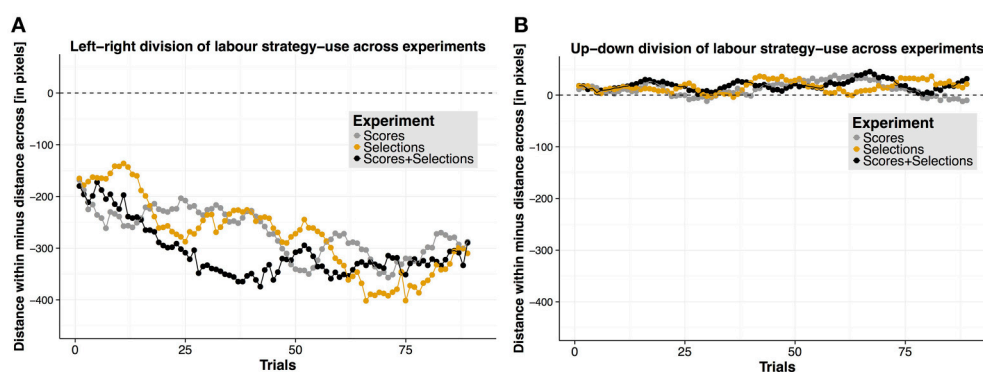 A
Left-right division of labour strategy-use across experiments
Distance within minus distance across [in pixels]
0
-100
-200
-300
-400
Experiment
Scores
Selections
Scores+Selections
0
25
50
75
Trials
B
Up-down division of labour strategy-use across experiments
Distance within minus distance across [in pixels]
0
-100
-200
-300
-400
Experiment
Scores
Selections
Scores+Selections
0
25
50
75
Trials